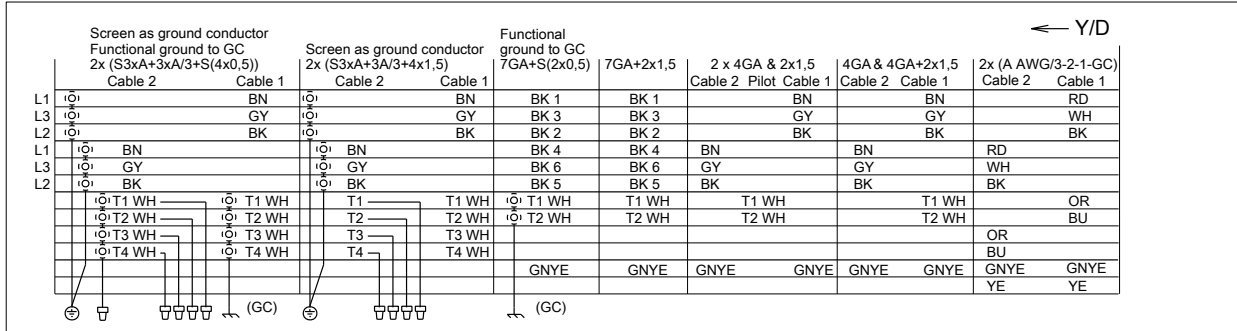 Y/D
Screen as ground conductor
Functional ground to GC
2x (S3xA+3xA/3+S(4x0,5))
Screen as ground conductor
2x (S3xA+3A/3+4x1,5)
Functional
ground to GC
7GA+S(2x0,5)
7GA+2x1,5
2 x 4GA & 2x1,5
4GA & 4GA+2x1,5
2x (A AWG/3-2-1-GC)
Cable 2 Cable 1 Cable 2 Cable 1 Cable 2 Pilot Cable 1 Cable 2 Cable 1 Cable 2 Cable 1
L1 BN BN BK 1 BK 1 BN BN RD
L3 GY GY BK 3 BK 3 GY GY WH
L2 BK BK BK 2 BK 2 BK BK BK
L1 BN BN BK 4 BK 4 BN BN RD
L3 GY GY BK 6 BK 6 GY GY WH
L2 BK BK BK 5 BK 5 BK BK BK
T1 WH T1 WH T1 T1 WH T1 WH T1 WH T1 WH T1 WH OR
T2 WH T2 WH T2 T2 WH T2 WH T2 WH T2 WH T2 WH BU
T3 WH T3 WH T3 T3 WH OR
T4 WH T4 WH T4 T4 WH BU
GNYE GNYE GNYE GNYE GNYE GNYE GNYE GNYE
YE YE
(GC) (GC)